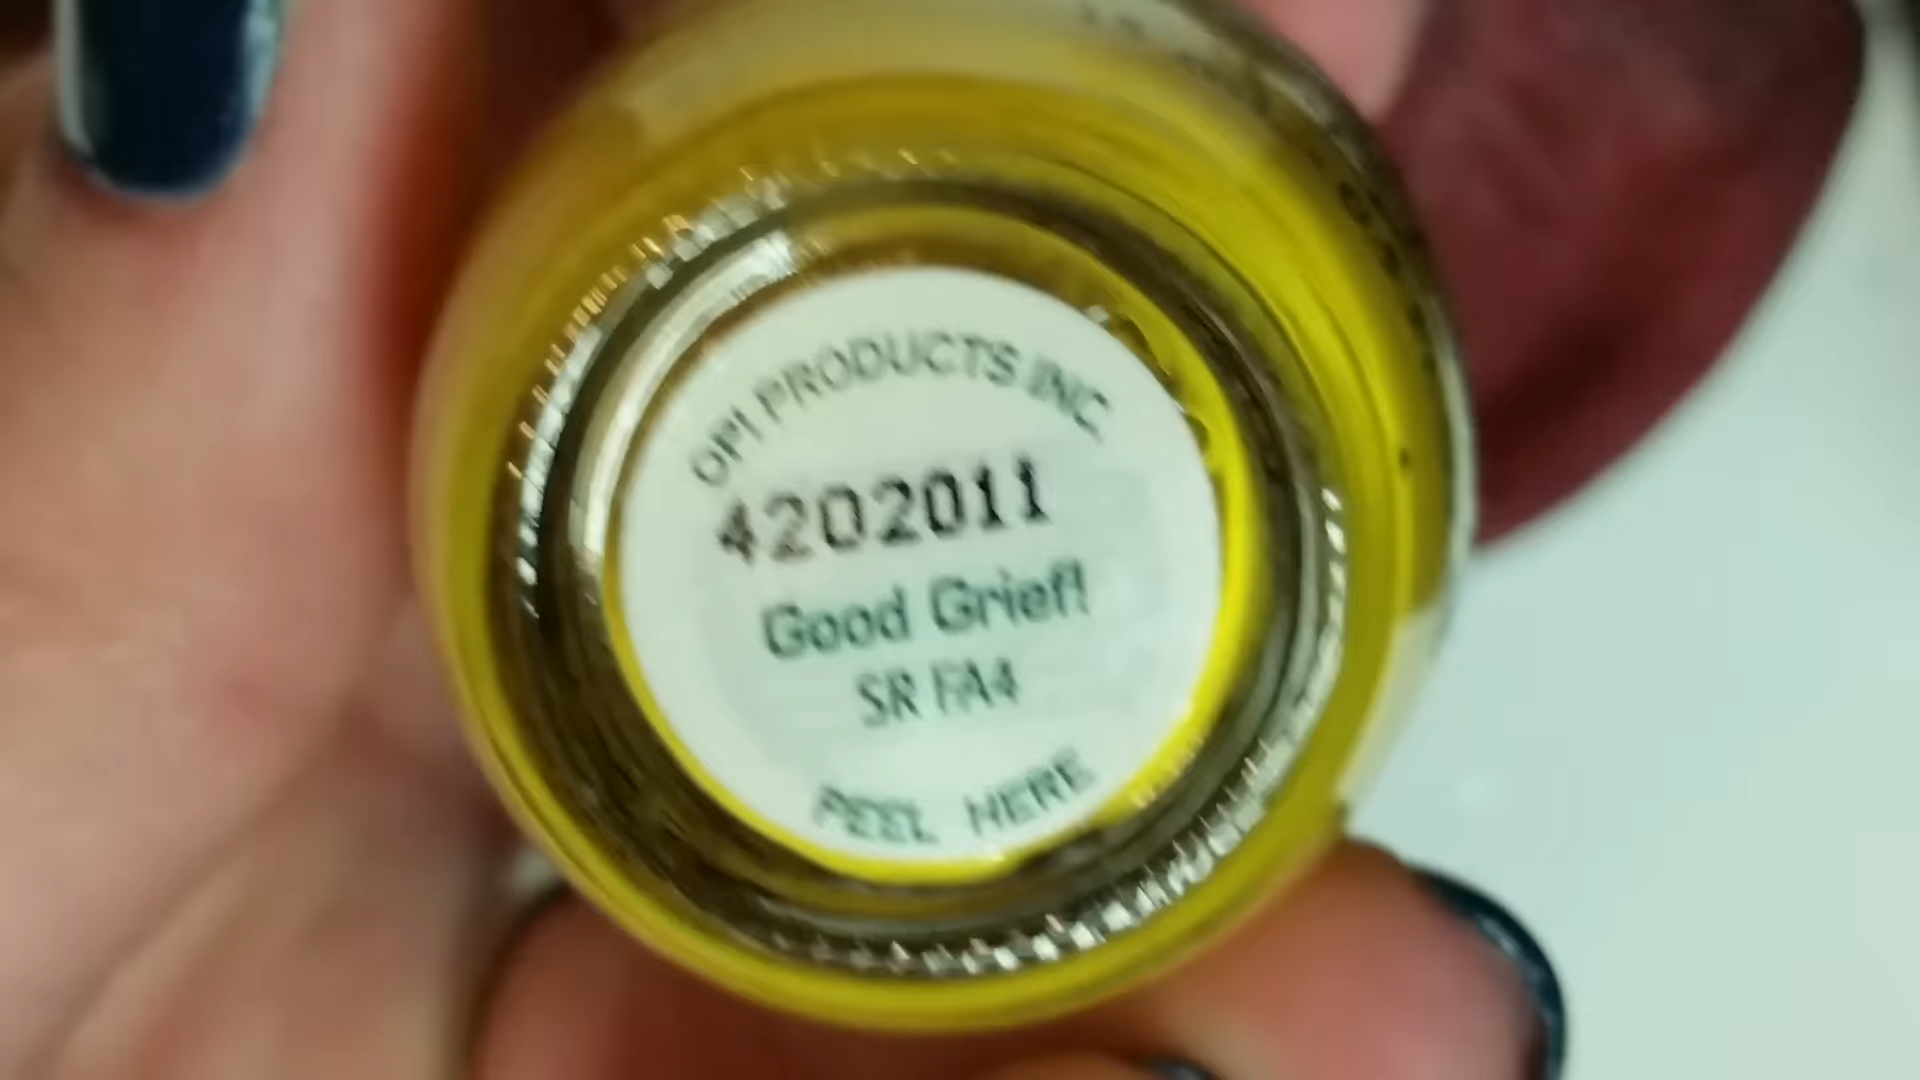 OPI PRODUCTS INC
4202011
Good Grief!
SR FA4
PEEL HERE